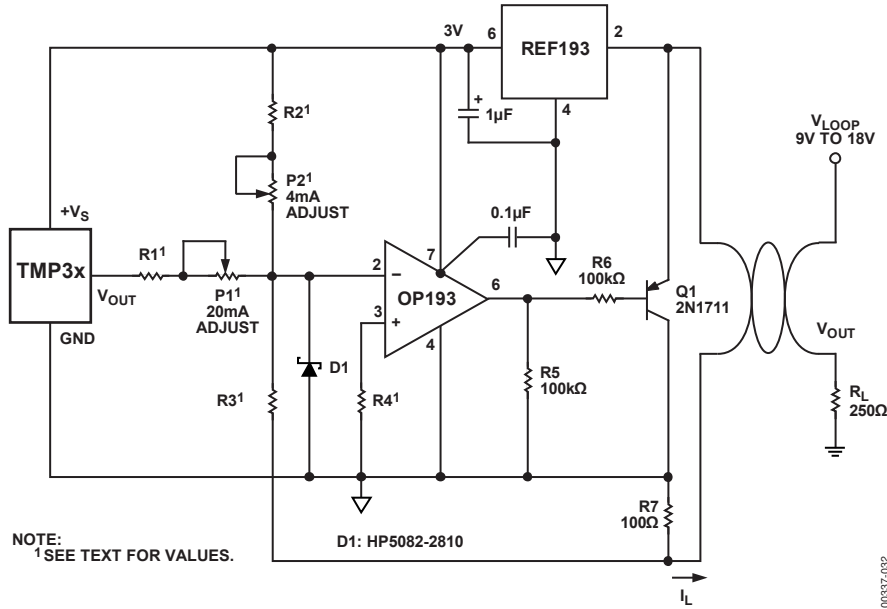 3V
6
REF193
2
4
R2¹
1µF
+
P2¹
4mA
ADJUST
V_LOOP
9V TO 18V
+V_S
0.1µF
TMP3x
R1¹
V_OUT
P1¹
20mA
ADJUST
GND
2
–
7
OP193
3
+
4
6
R6
100kΩ
Q1
2N1711
V_OUT
D1
R3¹
R4¹
R5
100kΩ
R_L
250Ω
R7
100Ω
NOTE:
¹ SEE TEXT FOR VALUES.
D1: HP5082-2810
I_L
00337-032